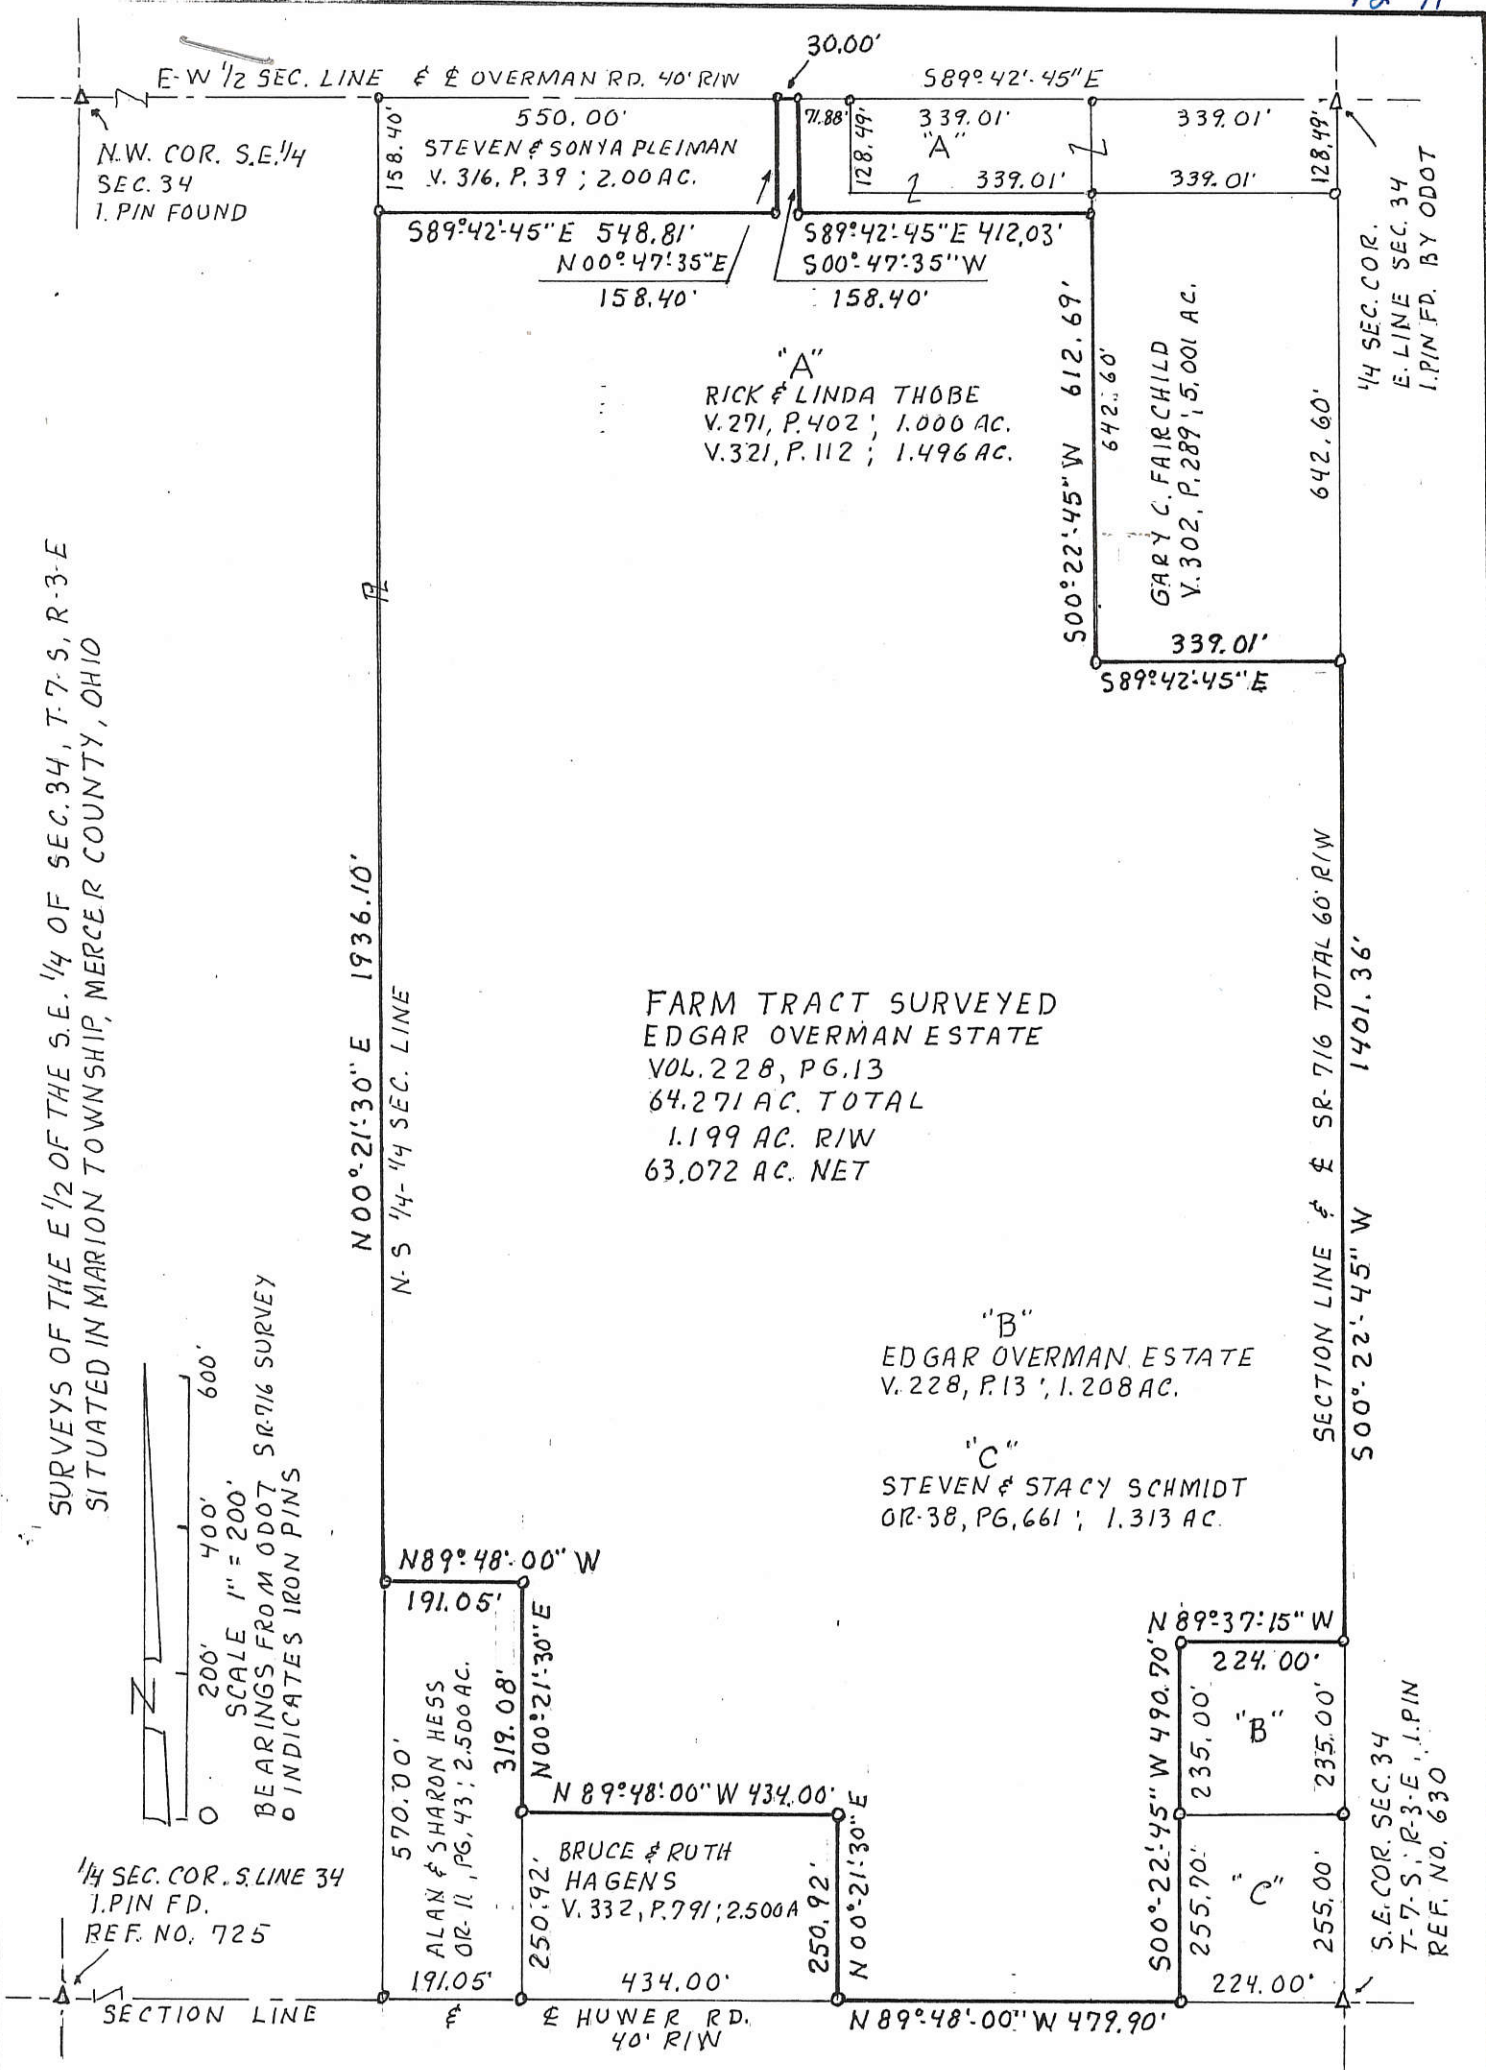 30.00'
E-W 1/2 SEC. LINE & ℄ OVERMAN RD. 40' R/W
S89°-42'-45"E
N.W. COR. S.E. 1/4
SEC. 34
I. PIN FOUND
158.40'
550.00'
STEVEN & SONYA PLEIMAN
V. 316, P. 39 ; 2.00 AC.
71.88'
128.49'
339.01'
"A"
339.01'
339.01'
339.01'
128.49'
1/4 SEC. COR.
E. LINE SEC. 34
I. PIN FD. BY ODOT
S89°-42'-45"E 548.81'
N00°-47'-35"E
158.40'
S89°-42'-45"E 412.03'
S00°-47'-35"W
158.40'
"A"
RICK & LINDA THOBE
V. 271, P. 402 ; 1.000 AC.
V. 321, P. 112 ; 1.496 AC.
S00°-22'-45"W 612.69'
642.60'
GARY C. FAIRCHILD
V. 302, P. 289 ; 5.001 AC.
642.60'
339.01'
S89°-42'-45"E
SURVEYS OF THE E 1/2 OF THE S.E. 1/4 OF SEC. 34, T-7-S, R-3-E
SITUATED IN MARION TOWNSHIP, MERCER COUNTY, OHIO
N00°-21'-30"E 1936.10'
N-S 1/4-1/4 SEC. LINE
FARM TRACT SURVEYED
EDGAR OVERMAN ESTATE
VOL. 228, PG. 13
64.271 AC. TOTAL
1.199 AC. R/W
63.072 AC. NET
SECTION LINE & ℄ SR-716 TOTAL 60' R/W
S00°-22'-45"W 1401.36'
"B"
EDGAR OVERMAN ESTATE
V. 228, P. 13 ; 1.208 AC.
"C"
STEVEN & STACY SCHMIDT
OR-38, PG. 661 ; 1.313 AC.
N
0 200' 400' 600'
SCALE 1" = 200'
BEARINGS FROM ODOT SR-716 SURVEY
o INDICATES IRON PINS
N89°-48'-00"W
191.05'
570.00'
ALAN & SHARON HESS
OR-11, PG. 43 ; 2.500 AC.
319.08'
N00°-21'-30"E
N89°-48'-00"W 434.00'
BRUCE & RUTH
HAGENS
V. 332, P. 791 ; 2.500A
250.92'
250.92'
N00°-21'-30"E
N89°-37'-15"W
224.00'
S00°-22'-45"W 490.70'
235.00'
"B"
235.00'
255.70'
"C"
255.00'
224.00'
S.E. COR. SEC. 34
T-7-S, R-3-E, I. PIN
REF. NO. 630
1/4 SEC. COR. S. LINE 34
I. PIN FD.
REF. NO. 725
191.05'
434.00'
SECTION LINE & ℄ HUWER RD.
40' R/W
N89°-48'-00"W 479.90'